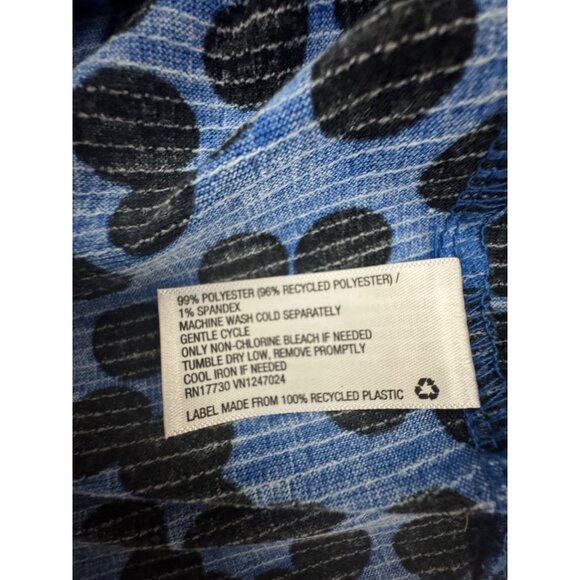 99% POLYESTER (96% RECYCLED POLYESTER) /
1% SPANDEX
MACHINE WASH COLD SEPARATELY
GENTLE CYCLE
ONLY NON-CHLORINE BLEACH IF NEEDED
TUMBLE DRY LOW, REMOVE PROMPTLY
COOL IRON IF NEEDED
RN17730 VN1247024
LABEL MADE FROM 100% RECYCLED PLASTIC